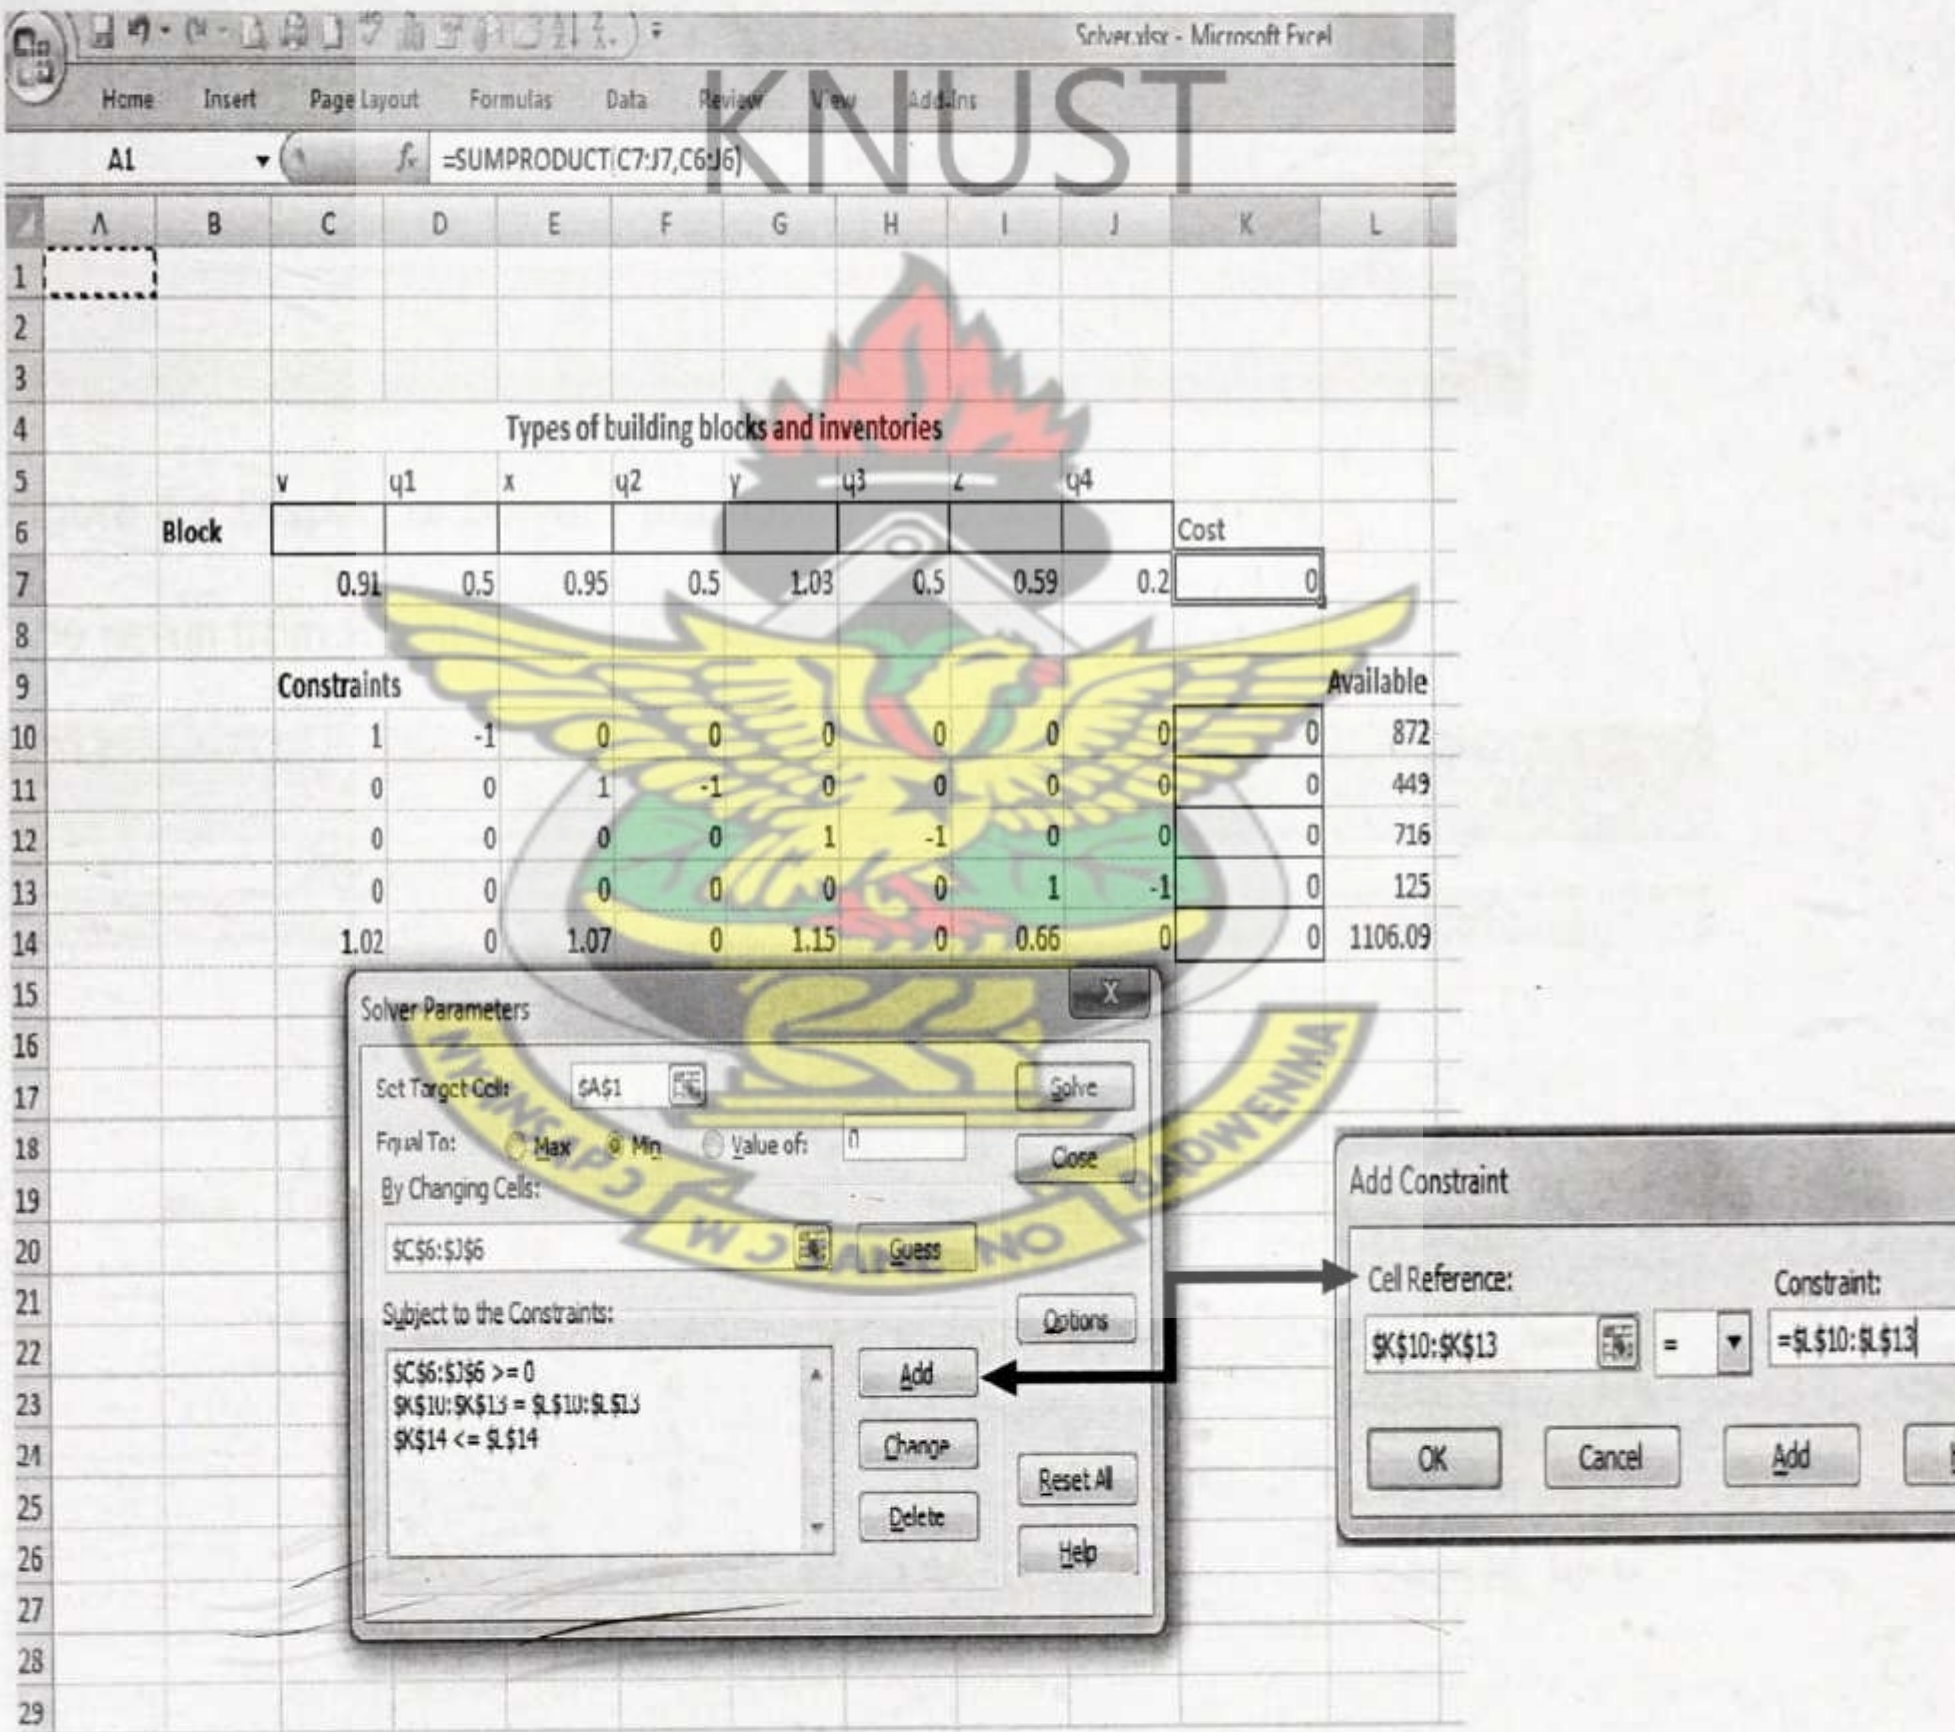 Solver.xlsx - Microsoft Excel
KNUST
Home Insert Page Layout Formulas Data Review View Add-Ins
A1 fx =SUMPRODUCT(C7:J7,C6:J6)
A B C D E F G H I J K L
1
2
3
4 Types of building blocks and inventories
5 v q1 x q2 y q3 z q4
6 Block Cost
7 0.91 0.5 0.95 0.5 1.03 0.5 0.59 0.2 0
8
9 Constraints Available
10 1 -1 0 0 0 0 0 0 0 872
11 0 0 1 -1 0 0 0 0 0 449
12 0 0 0 0 1 -1 0 0 0 716
13 0 0 0 0 0 0 1 -1 0 125
14 1.02 0 1.07 0 1.15 0 0.66 0 0 1106.09
15
16
17
18
19
20
21
22
23
24
25
26
27
28
29
Solver Parameters X
Set Target Cell: $A$1 Solve
Equal To: Max Min Value of: 0 Close
By Changing Cells:
$C$6:$J$6 Guess
Subject to the Constraints: Options
$C$6:$J$6 >= 0 Add
$K$10:$K$13 = $L$10:$L$13
$K$14 <= $L$14 Change
Reset All
Delete
Help
Add Constraint
Cell Reference: Constraint:
$K$10:$K$13 = =$L$10:$L$13
OK Cancel Add
NYANSAPƆ WƆSANE NO BADWENMA